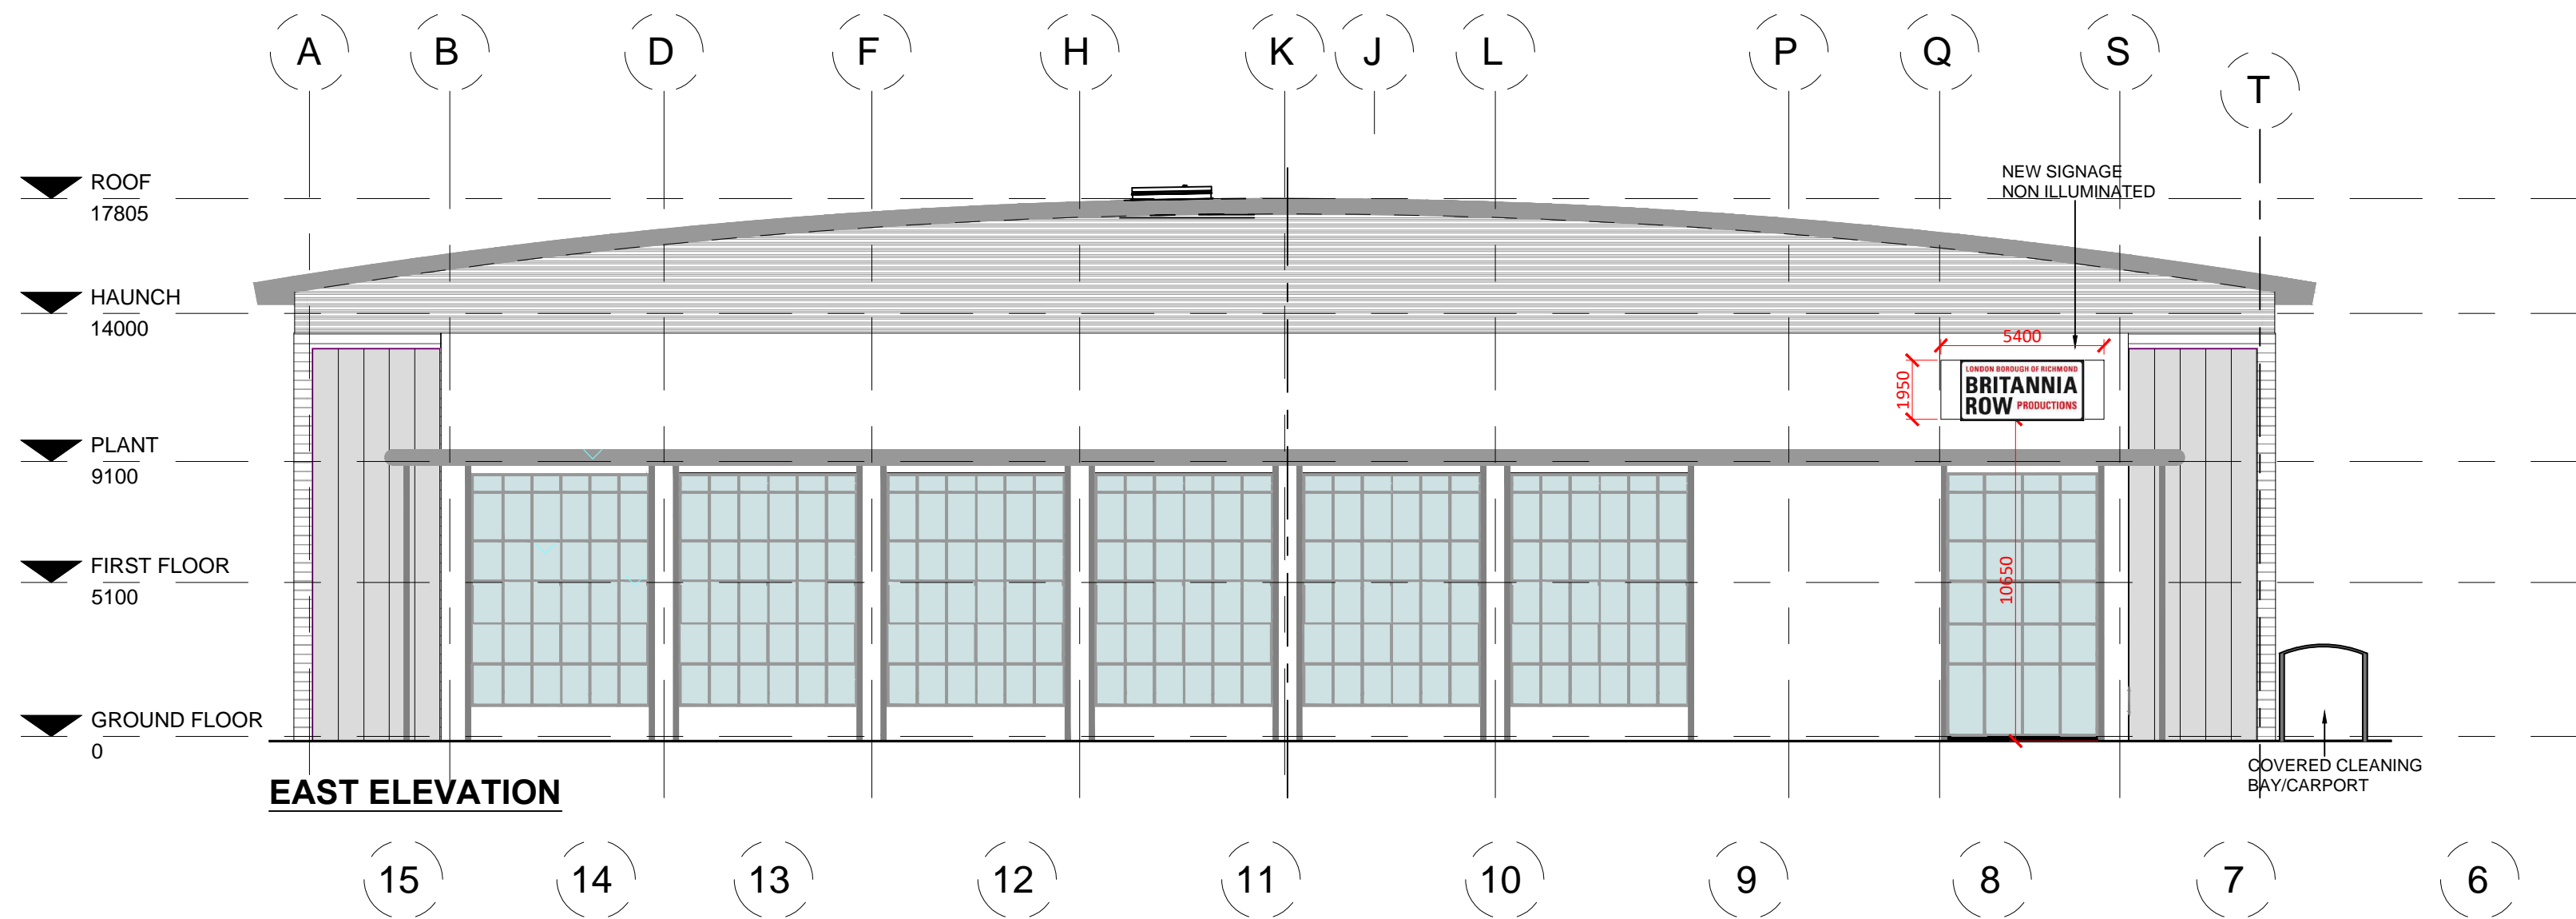 A B D F H K J L P Q S T
ROOF
17805
NEW SIGNAGE
NON ILLUMINATED
HAUNCH
14000
5400
1950
LONDON BOROUGH OF RICHMOND
BRITANNIA
ROW PRODUCTIONS
PLANT
9100
FIRST FLOOR
5100
10650
GROUND FLOOR
0
EAST ELEVATION
COVERED CLEANING
BAY/CARPORT
15 14 13 12 11 10 9 8 7 6